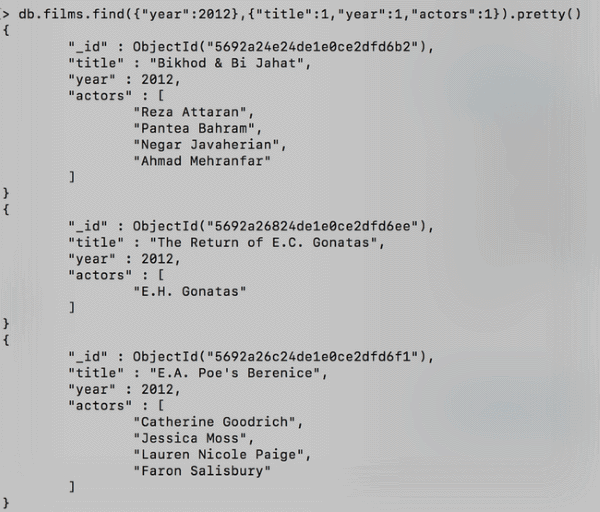 > db.films.find({"year":2012},{"title":1,"year":1,"actors":1}).pretty()
{
"_id" : ObjectId("5692a24e24de1e0ce2dfd6b2"),
"title" : "Bikhod & Bi Jahat",
"year" : 2012,
"actors" : [
"Reza Attaran",
"Pantea Bahram",
"Negar Javaherian",
"Ahmad Mehranfar"
]
}
{
"_id" : ObjectId("5692a26824de1e0ce2dfd6ee"),
"title" : "The Return of E.C. Gonatas",
"year" : 2012,
"actors" : [
"E.H. Gonatas"
]
}
{
"_id" : ObjectId("5692a26c24de1e0ce2dfd6f1"),
"title" : "E.A. Poe's Berenice",
"year" : 2012,
"actors" : [
"Catherine Goodrich",
"Jessica Moss",
"Lauren Nicole Paige",
"Faron Salisbury"
]
}